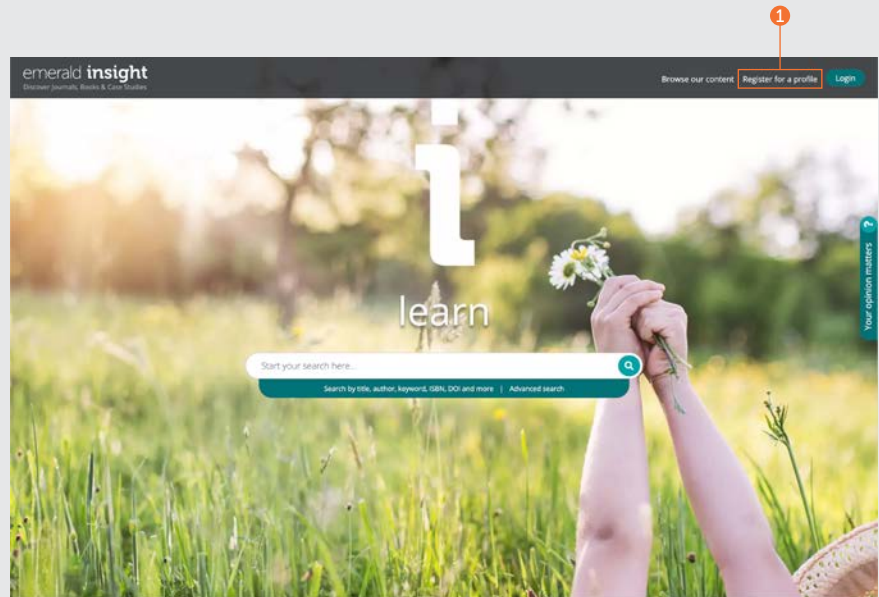 1
emerald insight
Discover Journals, Books & Case Studies
Browse our content Register for a profile Login
i
learn
Start your search here...
Search by title, author, keyword, ISBN, DOI and more | Advanced search
Your opinion matters ?